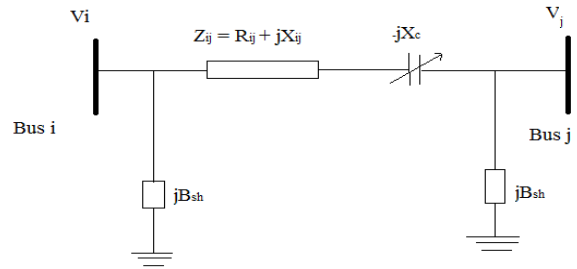 Vi
Zij = Rij + jXij
-jXc
Vj
Bus i
Bus j
jBsh
jBsh